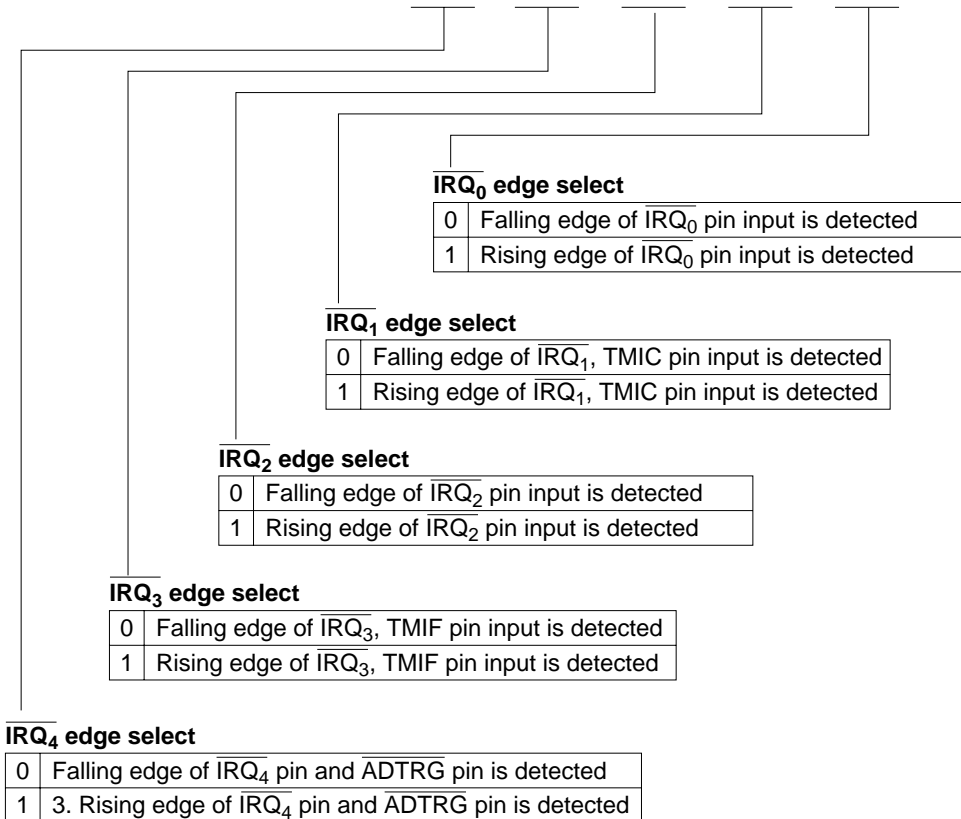 IRQ0 edge select
0 Falling edge of IRQ0 pin input is detected
1 Rising edge of IRQ0 pin input is detected
IRQ1 edge select
0 Falling edge of IRQ1, TMIC pin input is detected
1 Rising edge of IRQ1, TMIC pin input is detected
IRQ2 edge select
0 Falling edge of IRQ2 pin input is detected
1 Rising edge of IRQ2 pin input is detected
IRQ3 edge select
0 Falling edge of IRQ3, TMIF pin input is detected
1 Rising edge of IRQ3, TMIF pin input is detected
IRQ4 edge select
0 Falling edge of IRQ4 pin and ADTRG pin is detected
1 3. Rising edge of IRQ4 pin and ADTRG pin is detected